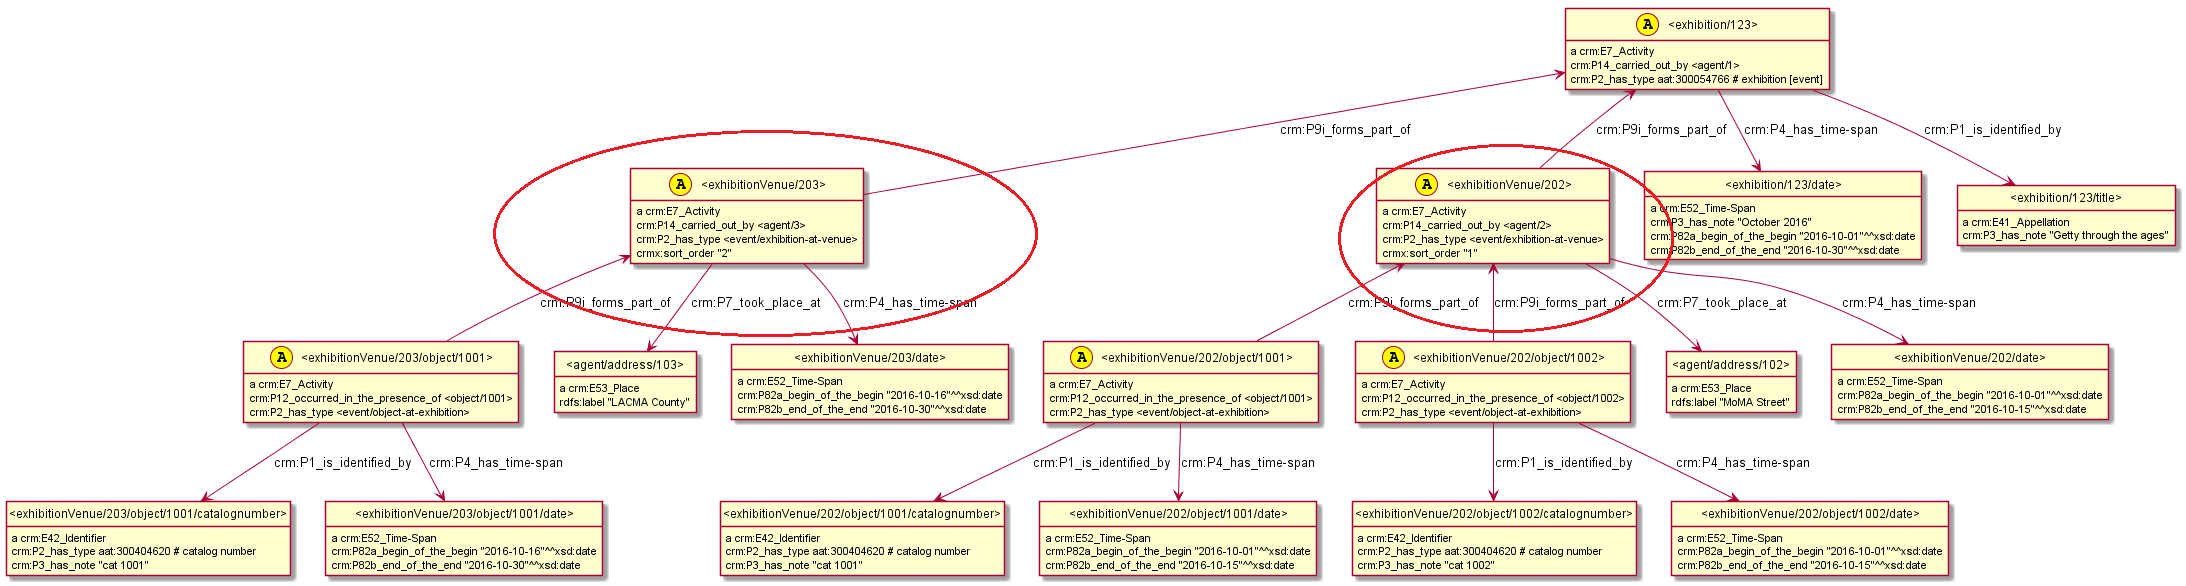 A <exhibition/123>
a crm:E7_Activity
crm:P14_carried_out_by <agent/1>
crm:P2_has_type aat:300054766 # exhibition [event]
crm:P9i_forms_part_of
crm:P9i_forms_part_of
crm:P4_has_time-span
crm:P1_is_identified_by
A <exhibitionVenue/203>
a crm:E7_Activity
crm:P14_carried_out_by <agent/3>
crm:P2_has_type <event/exhibition-at-venue>
crmx:sort_order "2"
A <exhibitionVenue/202>
a crm:E7_Activity
crm:P14_carried_out_by <agent/2>
crm:P2_has_type <event/exhibition-at-venue>
crmx:sort_order "1"
<exhibition/123/date>
a crm:E52_Time-Span
crm:P3_has_note "October 2016"
crm:P82a_begin_of_the_begin "2016-10-01"^^xsd:date
crm:P82b_end_of_the_end "2016-10-30"^^xsd:date
<exhibition/123/title>
a crm:E41_Appellation
crm:P3_has_note "Getty through the ages"
crm:P9i_forms_part_of
crm:P7_took_place_at
crm:P4_has_time-span
crm:P9i_forms_part_of
crm:P9i_forms_part_of
crm:P7_took_place_at
crm:P4_has_time-span
A <exhibitionVenue/203/object/1001>
a crm:E7_Activity
crm:P12_occurred_in_the_presence_of <object/1001>
crm:P2_has_type <event/object-at-exhibition>
<agent/address/103>
a crm:E53_Place
rdfs:label "LACMA County"
<exhibitionVenue/203/date>
a crm:E52_Time-Span
crm:P82a_begin_of_the_begin "2016-10-16"^^xsd:date
crm:P82b_end_of_the_end "2016-10-30"^^xsd:date
A <exhibitionVenue/202/object/1001>
a crm:E7_Activity
crm:P12_occurred_in_the_presence_of <object/1001>
crm:P2_has_type <event/object-at-exhibition>
A <exhibitionVenue/202/object/1002>
a crm:E7_Activity
crm:P12_occurred_in_the_presence_of <object/1002>
crm:P2_has_type <event/object-at-exhibition>
<agent/address/102>
a crm:E53_Place
rdfs:label "MoMA Street"
<exhibitionVenue/202/date>
a crm:E52_Time-Span
crm:P82a_begin_of_the_begin "2016-10-01"^^xsd:date
crm:P82b_end_of_the_end "2016-10-15"^^xsd:date
crm:P1_is_identified_by
crm:P4_has_time-span
crm:P1_is_identified_by
crm:P4_has_time-span
crm:P1_is_identified_by
crm:P4_has_time-span
<exhibitionVenue/203/object/1001/catalognumber>
a crm:E42_Identifier
crm:P2_has_type aat:300404620 # catalog number
crm:P3_has_note "cat 1001"
<exhibitionVenue/203/object/1001/date>
a crm:E52_Time-Span
crm:P82a_begin_of_the_begin "2016-10-16"^^xsd:date
crm:P82b_end_of_the_end "2016-10-30"^^xsd:date
<exhibitionVenue/202/object/1001/catalognumber>
a crm:E42_Identifier
crm:P2_has_type aat:300404620 # catalog number
crm:P3_has_note "cat 1001"
<exhibitionVenue/202/object/1001/date>
a crm:E52_Time-Span
crm:P82a_begin_of_the_begin "2016-10-01"^^xsd:date
crm:P82b_end_of_the_end "2016-10-15"^^xsd:date
<exhibitionVenue/202/object/1002/catalognumber>
a crm:E42_Identifier
crm:P2_has_type aat:300404620 # catalog number
crm:P3_has_note "cat 1002"
<exhibitionVenue/202/object/1002/date>
a crm:E52_Time-Span
crm:P82a_begin_of_the_begin "2016-10-01"^^xsd:date
crm:P82b_end_of_the_end "2016-10-15"^^xsd:date